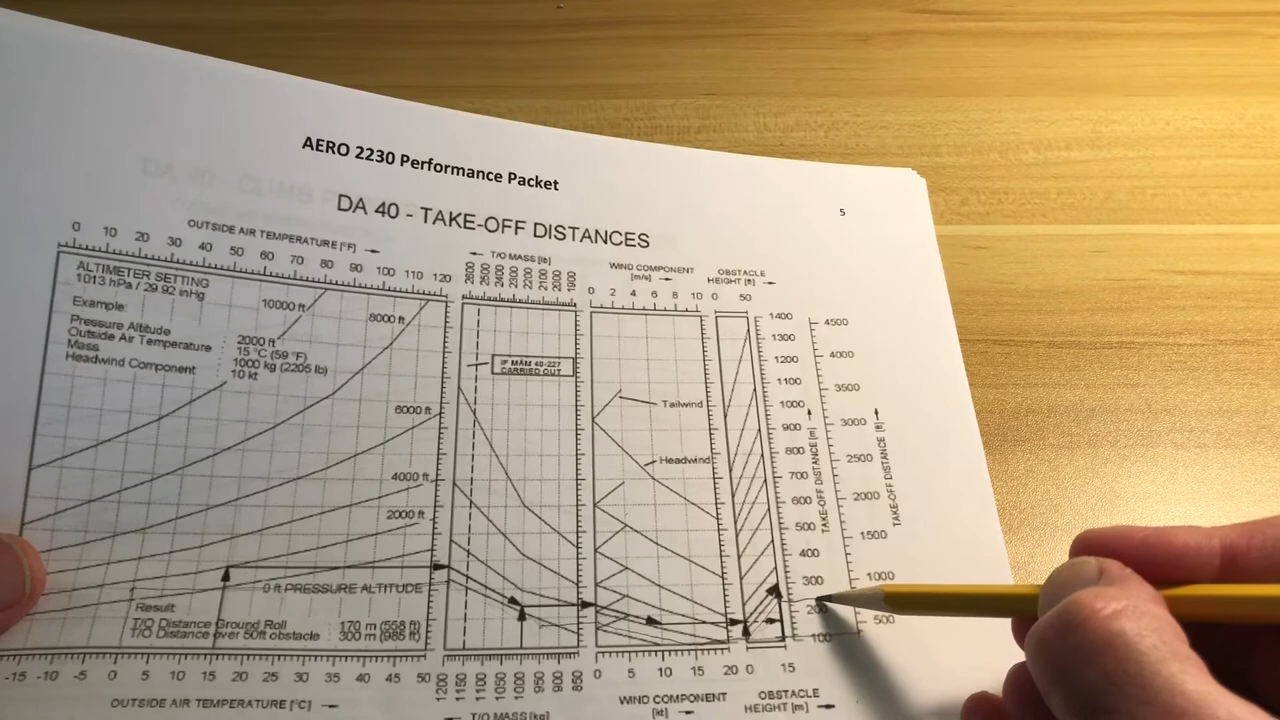 AERO 2230 Performance Packet
5
DA 40 - TAKE-OFF DISTANCES
OUTSIDE AIR TEMPERATURE [°F]
0 10 20 30 40 50 60 70 80 90 100 110 120
T/O MASS [lb]
2600 2500 2400 2300 2200 2100 2000 1900
WIND COMPONENT
[m/s]
0 2 4 6 8 10
OBSTACLE
HEIGHT [ft]
0 50
ALTIMETER SETTING
1013 hPa / 29.92 inHg
Example:
Pressure Altitude : 2000 ft
Outside Air Temperature : 15 °C (59 °F)
Mass : 1000 kg (2205 lb)
Headwind Component : 10 kt
10000 ft
8000 ft
6000 ft
4000 ft
2000 ft
0 ft PRESSURE ALTITUDE
Result
T/O Distance Ground Roll : 170 m (558 ft)
T/O Distance over 50ft obstacle : 300 m (985 ft)
IF MÄM 40-227
CARRIED OUT
Tailwind
Headwind
1400
1300
1200
1100
1000
900
800
700
600
500
400
300
200
100
TAKE-OFF DISTANCE [m]
4500
4000
3500
3000
2500
2000
1500
1000
500
TAKE-OFF DISTANCE [ft]
-15 -10 -5 0 5 10 15 20 25 30 35 40 45 50
OUTSIDE AIR TEMPERATURE [°C]
1200 1150 1100 1050 1000 950 900 850
T/O MASS [kg]
0 5 10 15 20
WIND COMPONENT
[kt]
0 15
OBSTACLE
HEIGHT [m]